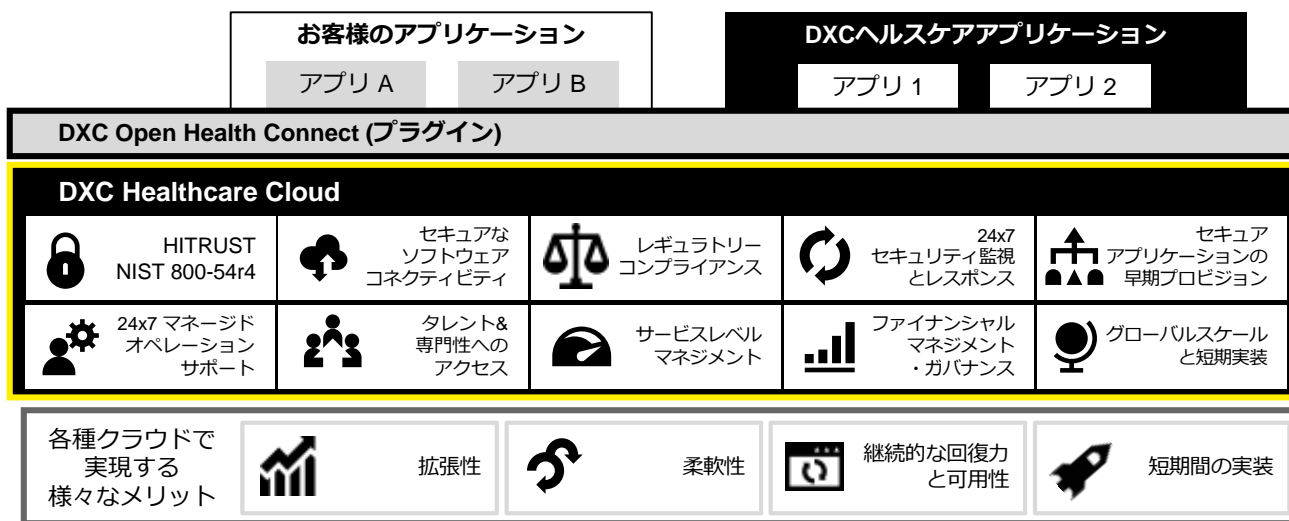 お客様のアプリケーション
アプリ A
アプリ B
DXCヘルスケアアプリケーション
アプリ 1
アプリ 2
DXC Open Health Connect (プラグイン)
DXC Healthcare Cloud
HITRUST
NIST 800-54r4
セキュアな
ソフトウェア
コネクティビティ
レギュラトリー
コンプライアンス
24x7
セキュリティ監視
とレスポンス
セキュア
アプリケーションの
早期プロビジョン
24x7 マネージド
オペレーション
サポート
タレント&
専門性への
アクセス
サービスレベル
マネジメント
ファイナンシャル
マネジメント
・ガバナンス
グローバルスケール
と短期実装
各種クラウドで
実現する
様々なメリット
拡張性
柔軟性
継続的な回復力
と可用性
短期間の実装